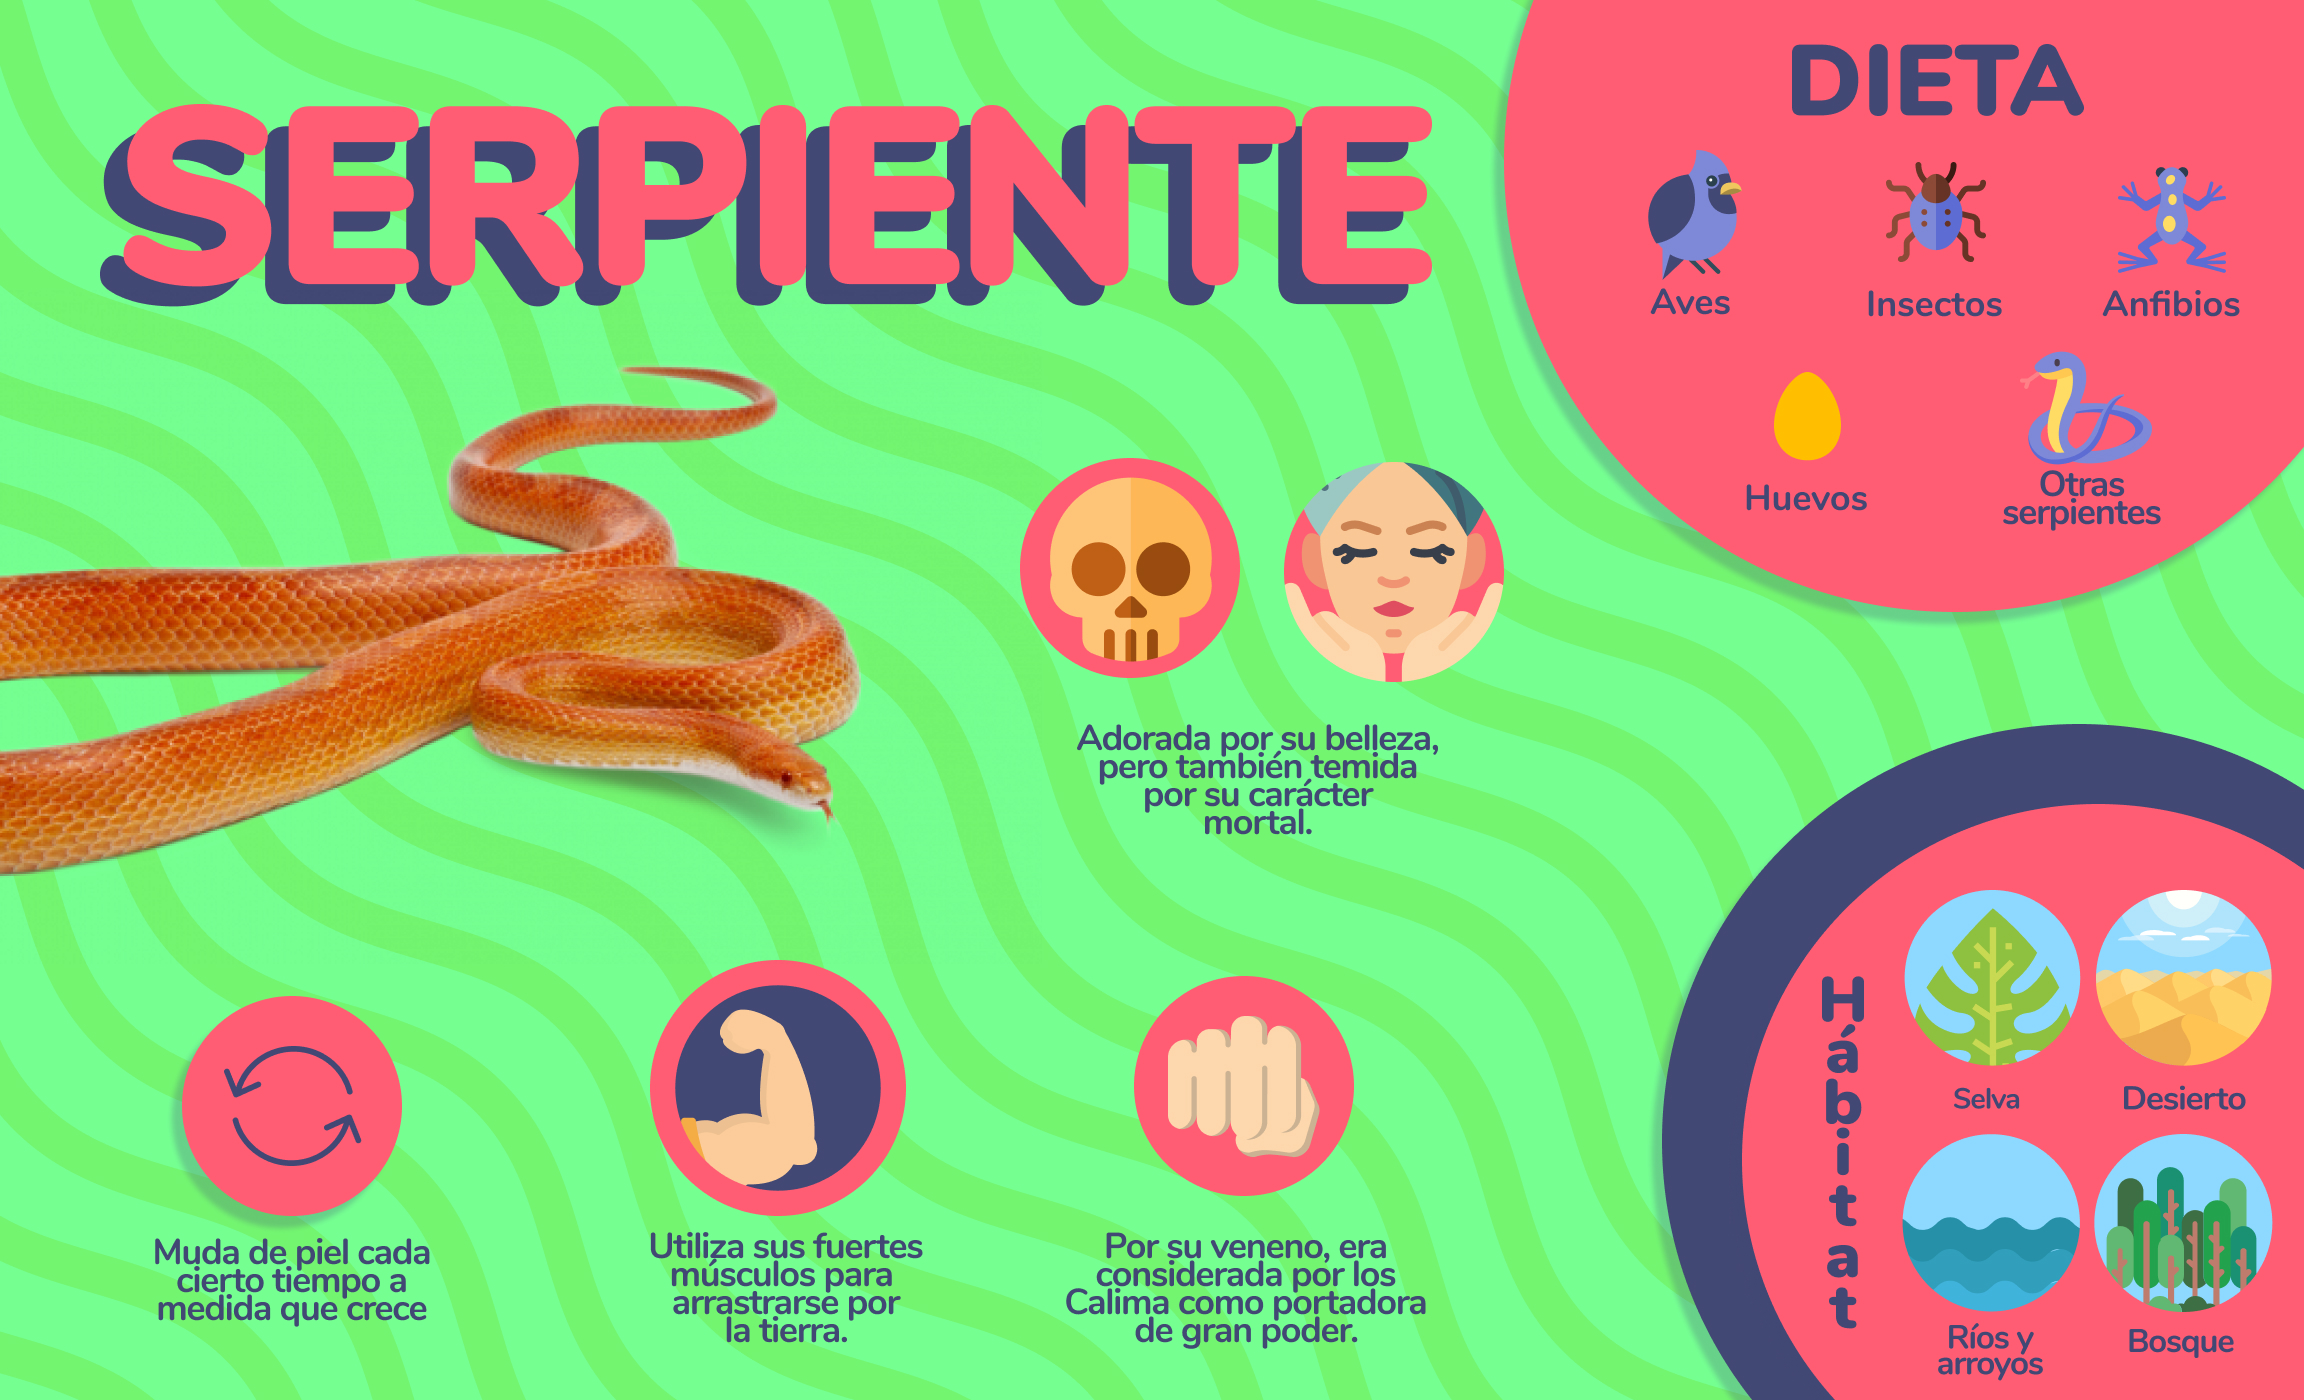 SERPIENTE
DIETA
Aves
Insectos
Anfibios
Huevos
Otras
serpientes
Adorada por su belleza,
pero también temida
por su carácter
mortal.
Muda de piel cada
cierto tiempo a
medida que crece
Utiliza sus fuertes
músculos para
arrastrarse por
la tierra.
Por su veneno, era
considerada por los
Calima como portadora
de gran poder.
Hábitat
Selva
Desierto
Ríos y
arroyos
Bosque